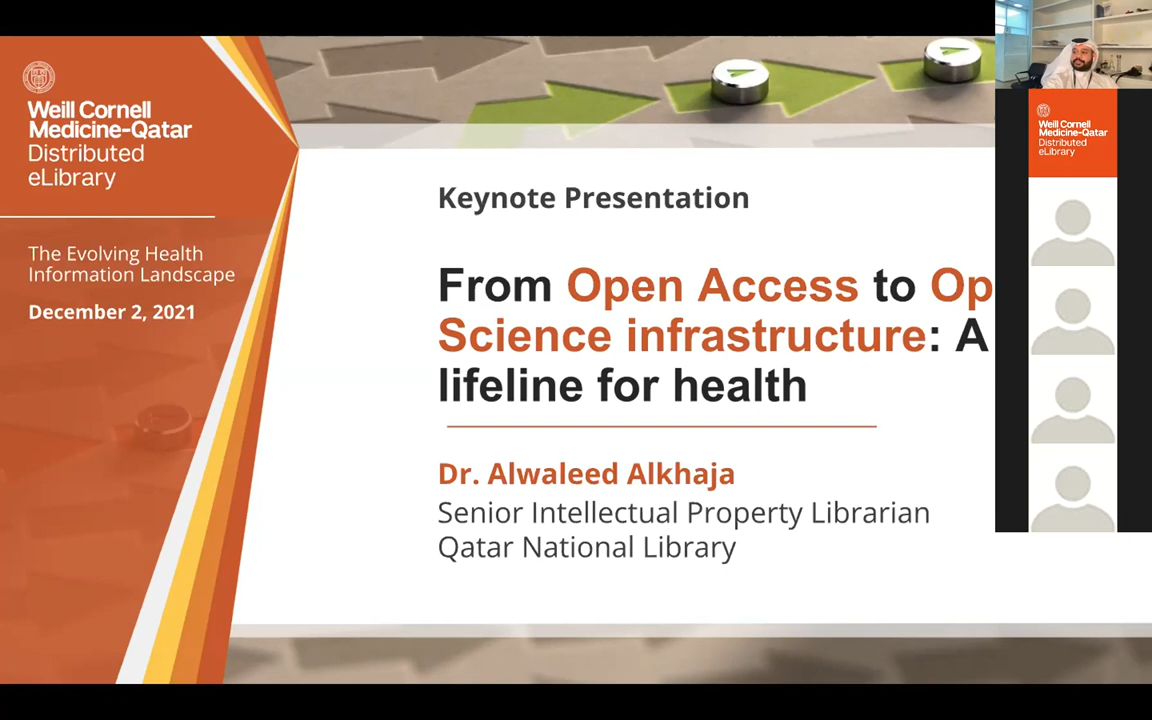 Weill Cornell
Medicine-Qatar
Distributed
eLibrary
The Evolving Health
Information Landscape
December 2, 2021
Keynote Presentation
From Open Access to Op
Science infrastructure: A
lifeline for health
Dr. Alwaleed Alkhaja
Senior Intellectual Property Librarian
Qatar National Library
Weill Cornell
Medicine-Qatar
Distributed
eLibrary